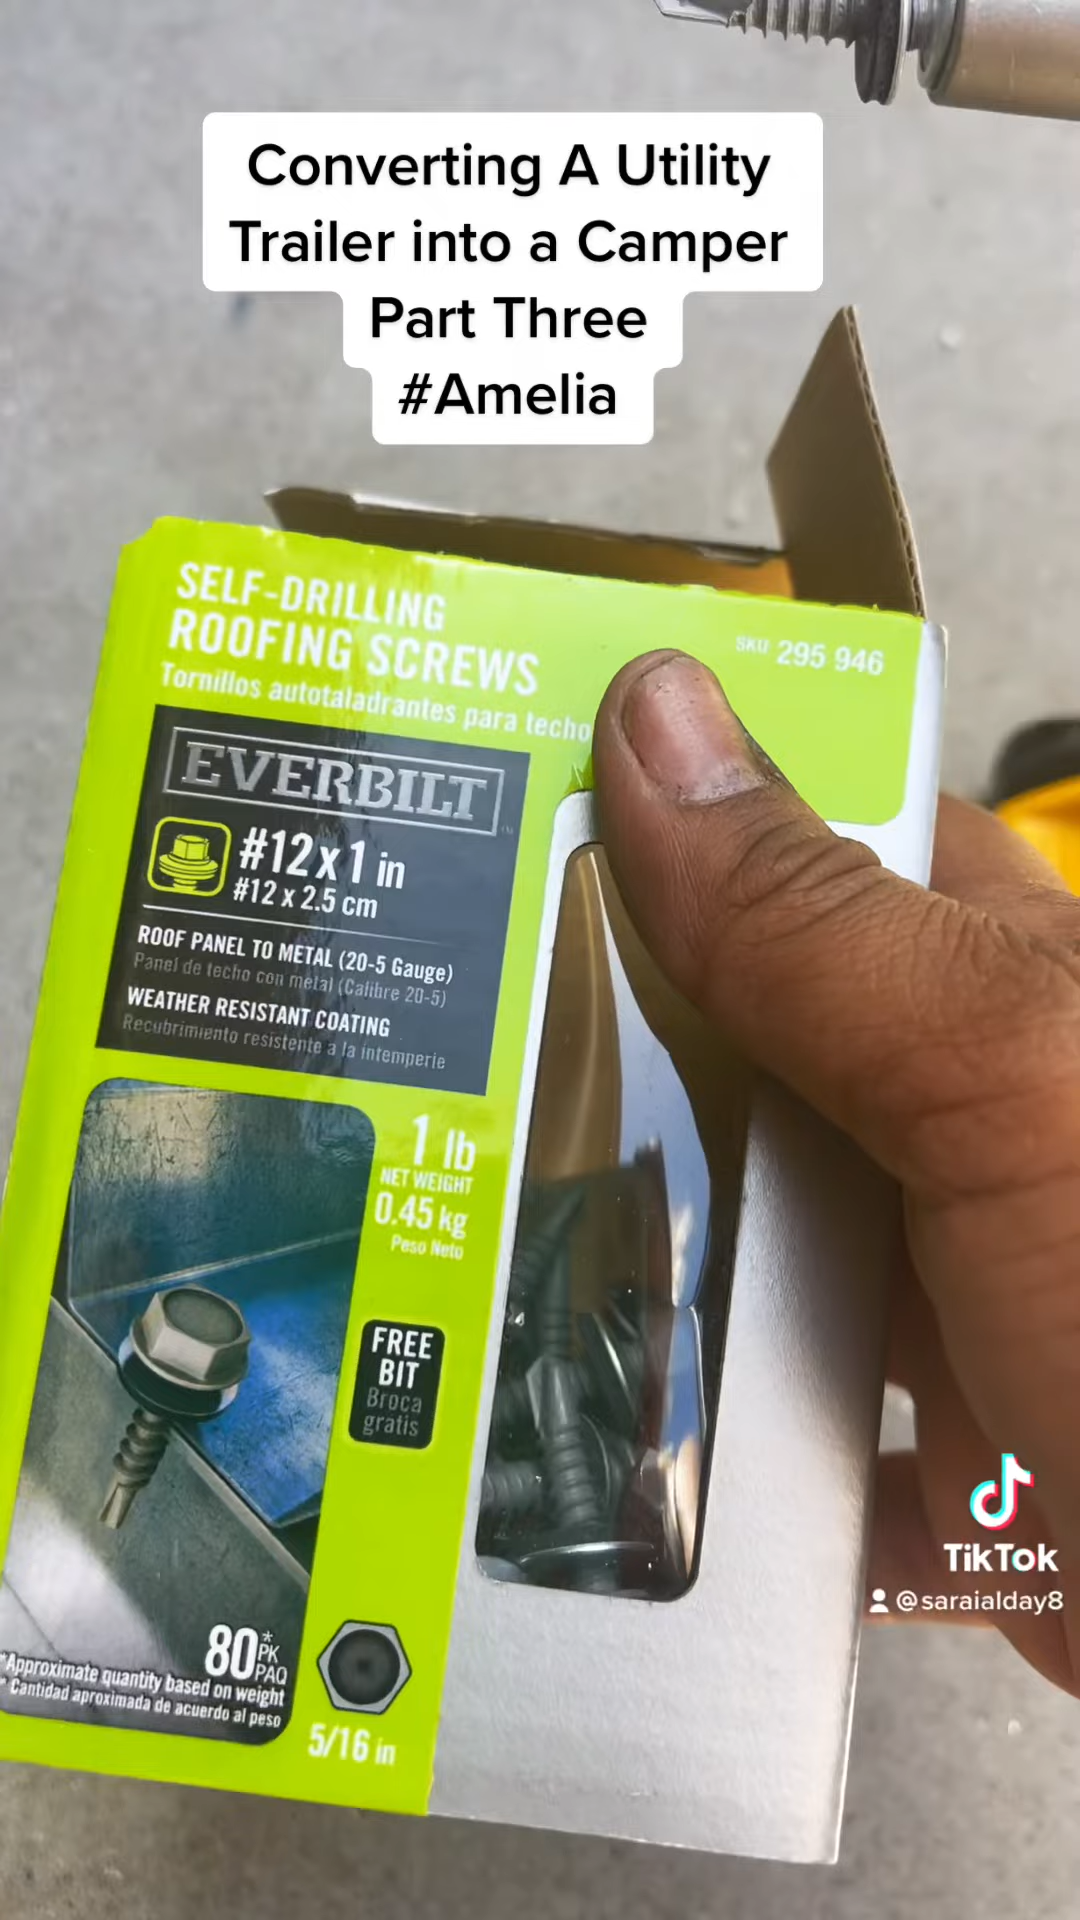 Converting A Utility
Trailer into a Camper
Part Three
#Amelia
SELF-DRILLING
ROOFING SCREWS
Tornillos autotaladrantes para techo
SKU 295 946
EVERBILT
#12 x 1 in
#12 x 2.5 cm
ROOF PANEL TO METAL (20-5 Gauge)
Panel de techo con metal (Calibre 20-5)
WEATHER RESISTANT COATING
Recubrimiento resistente a la intemperie
1 lb
NET WEIGHT
0.45 kg
Peso Neto
FREE
BIT
Broca
gratis
80*
PK
PAQ
*Approximate quantity based on weight
* Cantidad aproximada de acuerdo al peso
5/16 in
TikTok
@saraialday8